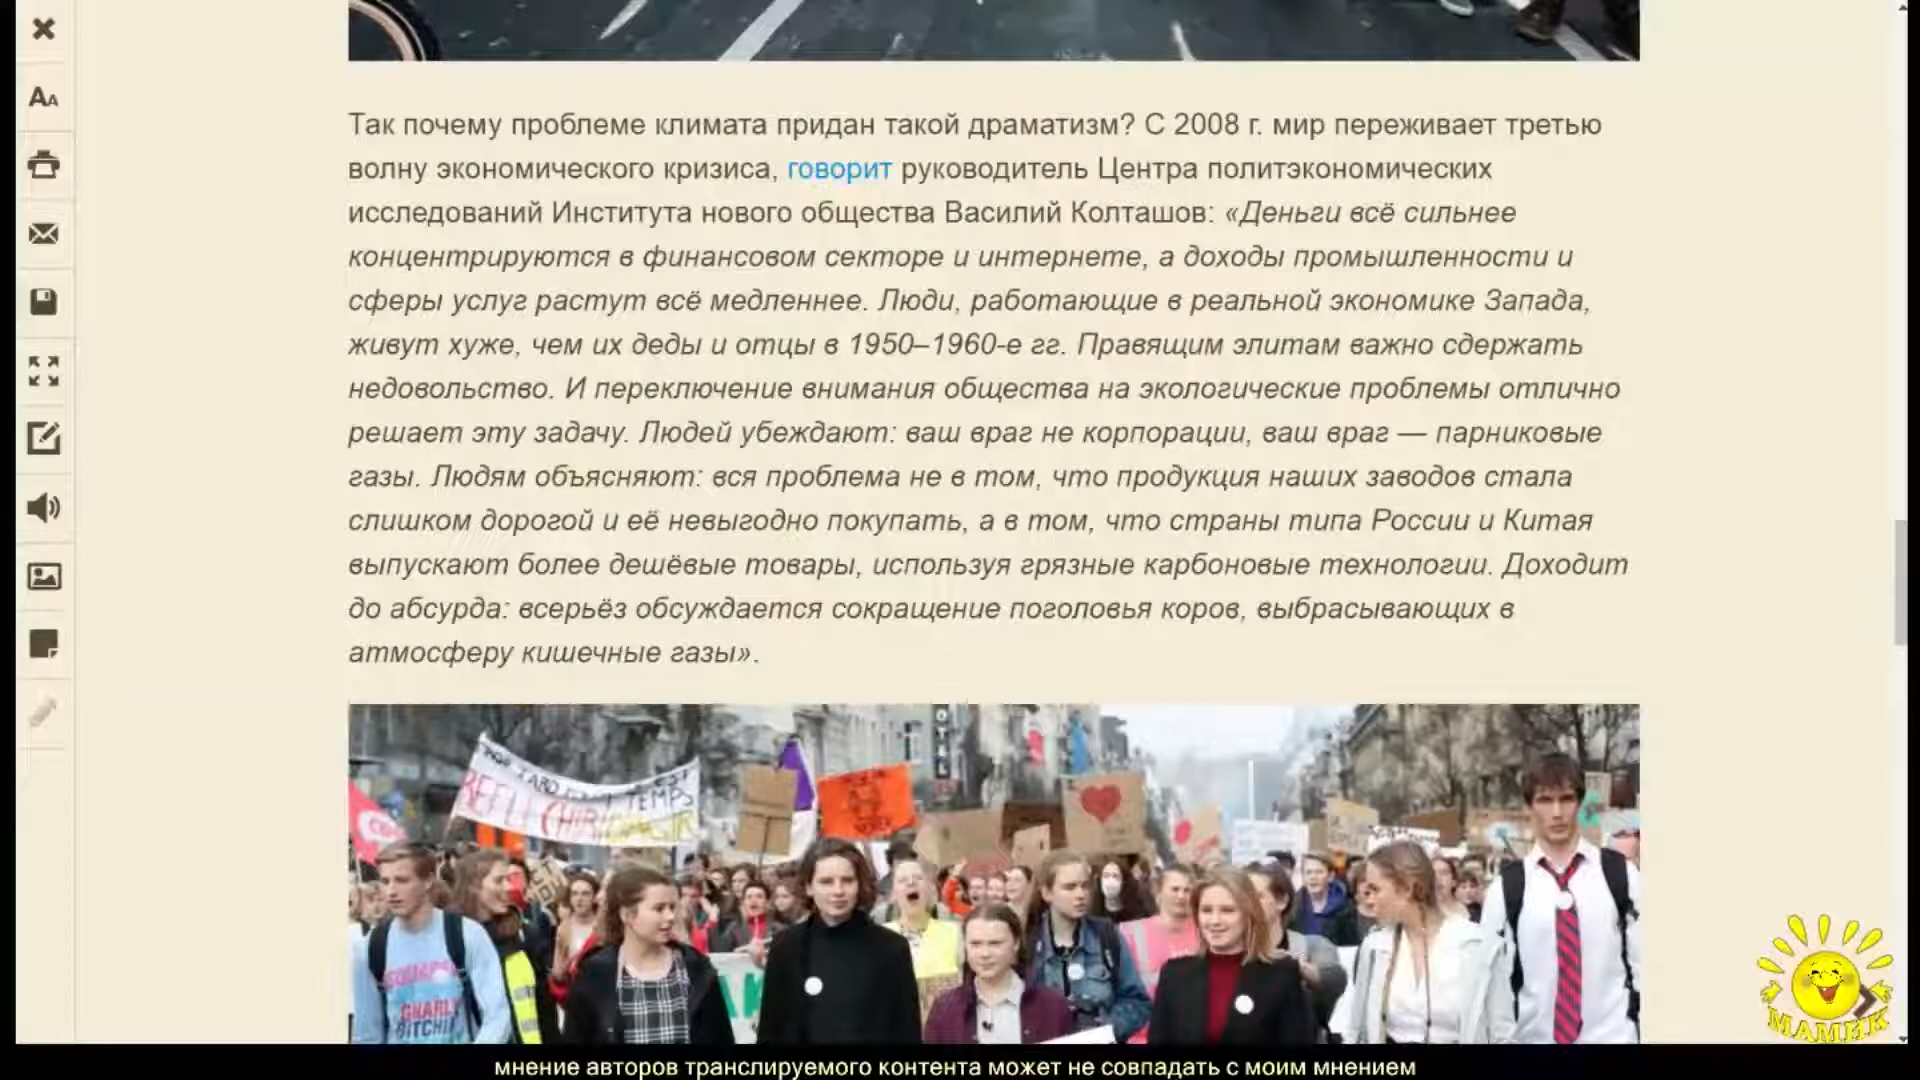 Так почему проблеме климата придан такой драматизм? С 2008 г. мир переживает третью
волну экономического кризиса, говорит руководитель Центра политэкономических
исследований Института нового общества Василий Колташов: «Деньги всё сильнее
концентрируются в финансовом секторе и интернете, а доходы промышленности и
сферы услуг растут всё медленнее. Люди, работающие в реальной экономике Запада,
живут хуже, чем их деды и отцы в 1950–1960-е гг. Правящим элитам важно сдержать
недовольство. И переключение внимания общества на экологические проблемы отлично
решает эту задачу. Людей убеждают: ваш враг не корпорации, ваш враг — парниковые
газы. Людям объясняют: вся проблема не в том, что продукция наших заводов стала
слишком дорогой и её невыгодно покупать, а в том, что страны типа России и Китая
выпускают более дешёвые товары, используя грязные карбоновые технологии. Доходит
до абсурда: всерьёз обсуждается сокращение поголовья коров, выбрасывающих в
атмосферу кишечные газы».
TEMPS
МАМИК
мнение авторов транслируемого контента может не совпадать с моим мнением